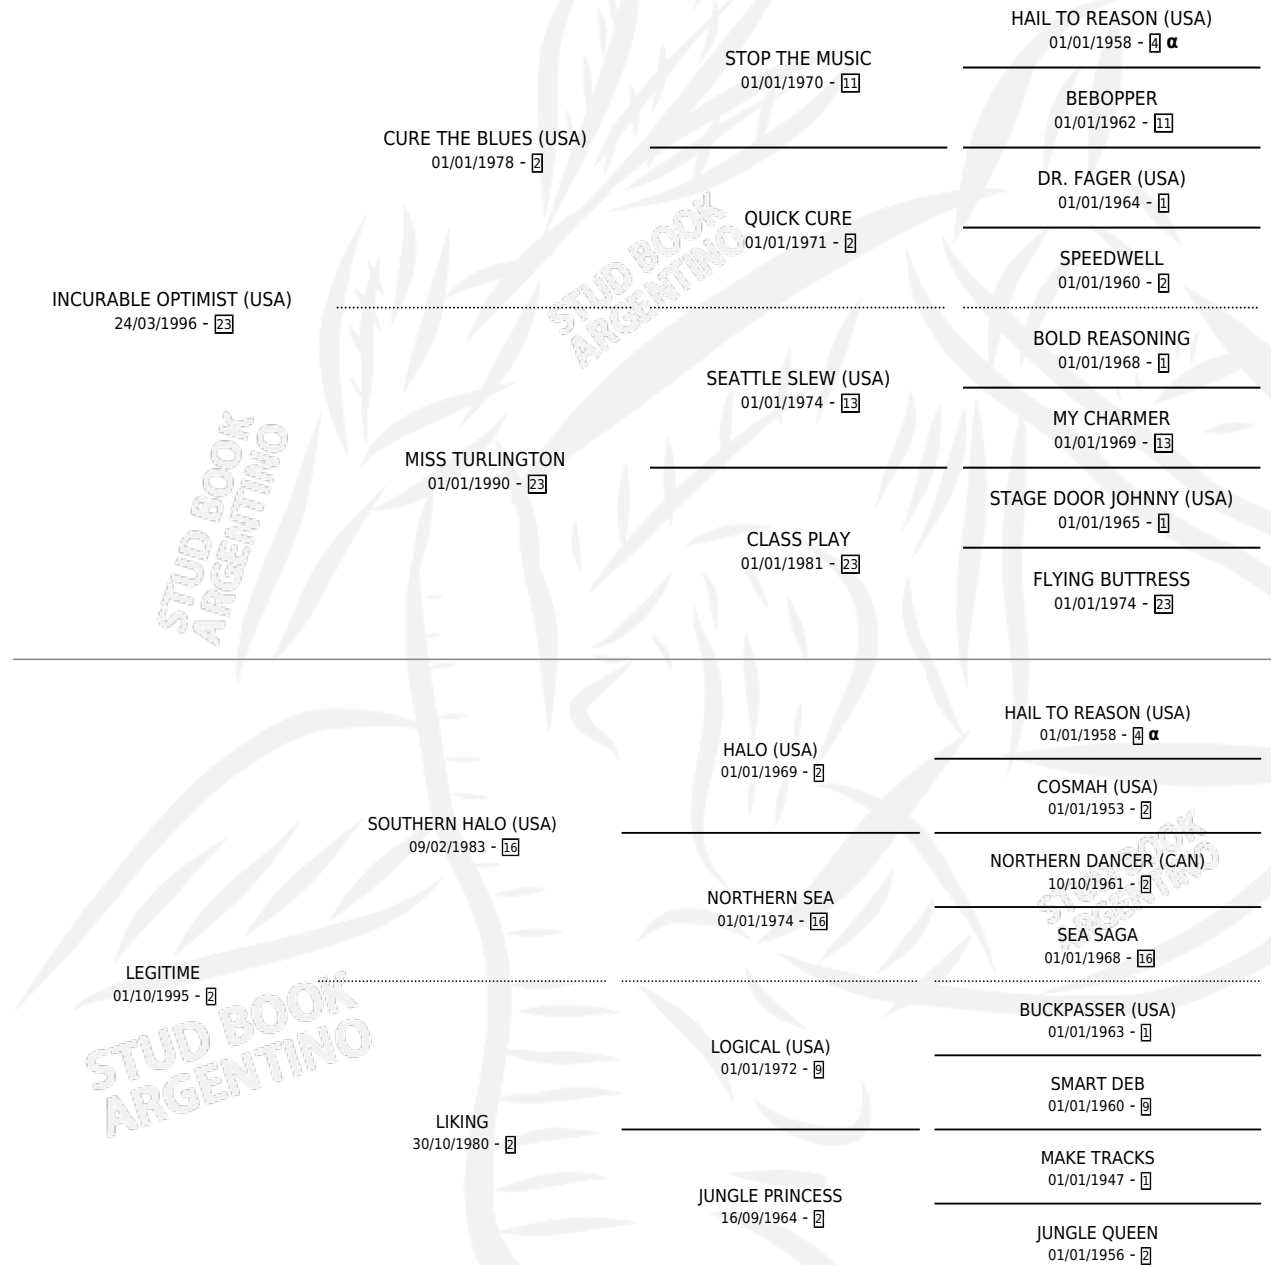 HAIL TO REASON (USA)
01/01/1958 - 4 α
STOP THE MUSIC
01/01/1970 - 11
BEBOPPER
01/01/1962 - 11
CURE THE BLUES (USA)
01/01/1978 - 2
DR. FAGER (USA)
01/01/1964 - 1
QUICK CURE
01/01/1971 - 2
SPEEDWELL
01/01/1960 - 2
INCURABLE OPTIMIST (USA)
24/03/1996 - 23
BOLD REASONING
01/01/1968 - 1
SEATTLE SLEW (USA)
01/01/1974 - 13
MY CHARMER
01/01/1969 - 13
MISS TURLINGTON
01/01/1990 - 23
STAGE DOOR JOHNNY (USA)
01/01/1965 - 1
CLASS PLAY
01/01/1981 - 23
FLYING BUTTRESS
01/01/1974 - 23
HAIL TO REASON (USA)
01/01/1958 - 4 α
HALO (USA)
01/01/1969 - 2
COSMAH (USA)
01/01/1953 - 2
SOUTHERN HALO (USA)
09/02/1983 - 16
NORTHERN DANCER (CAN)
10/10/1961 - 2
NORTHERN SEA
01/01/1974 - 16
SEA SAGA
01/01/1968 - 16
LEGITIME
01/10/1995 - 2
BUCKPASSER (USA)
01/01/1963 - 1
LOGICAL (USA)
01/01/1972 - 9
SMART DEB
01/01/1960 - 9
LIKING
30/10/1980 - 2
MAKE TRACKS
01/01/1947 - 1
JUNGLE PRINCESS
16/09/1964 - 2
JUNGLE QUEEN
01/01/1956 - 2
STUD BOOK
ARGENTINO
STUD BOOK
ARGENTINO
STUD BOOK
ARGENTINO
STUD BOOK
ARGENTINO